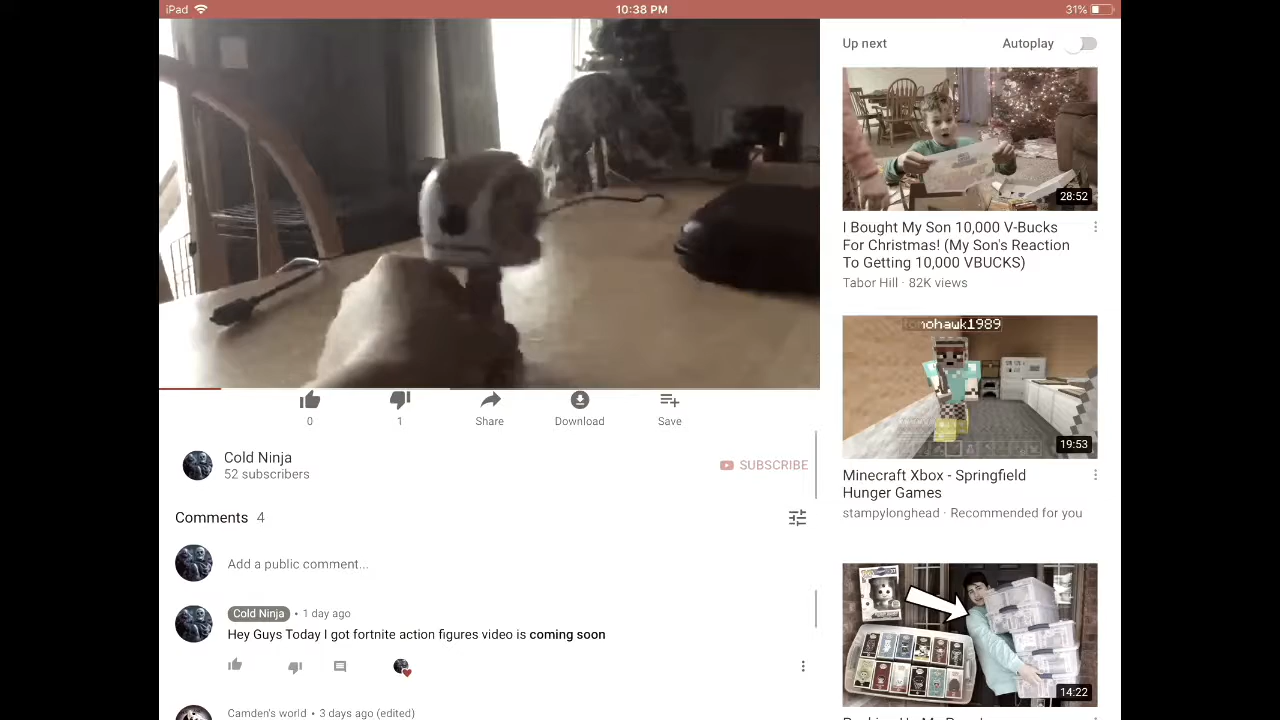 iPad
10:38 PM
31%
Up next
Autoplay
28:52
I Bought My Son 10,000 V-Bucks
For Christmas! (My Son's Reaction
To Getting 10,000 VBUCKS)
Tabor Hill · 82K views
19:53
Minecraft Xbox - Springfield
Hunger Games
stampylonghead · Recommended for you
14:22
0
1
Share
Download
Save
Cold Ninja
52 subscribers
SUBSCRIBE
Comments 4
Add a public comment...
Cold Ninja • 1 day ago
Hey Guys Today I got fortnite action figures video is coming soon
Camden's world • 3 days ago (edited)